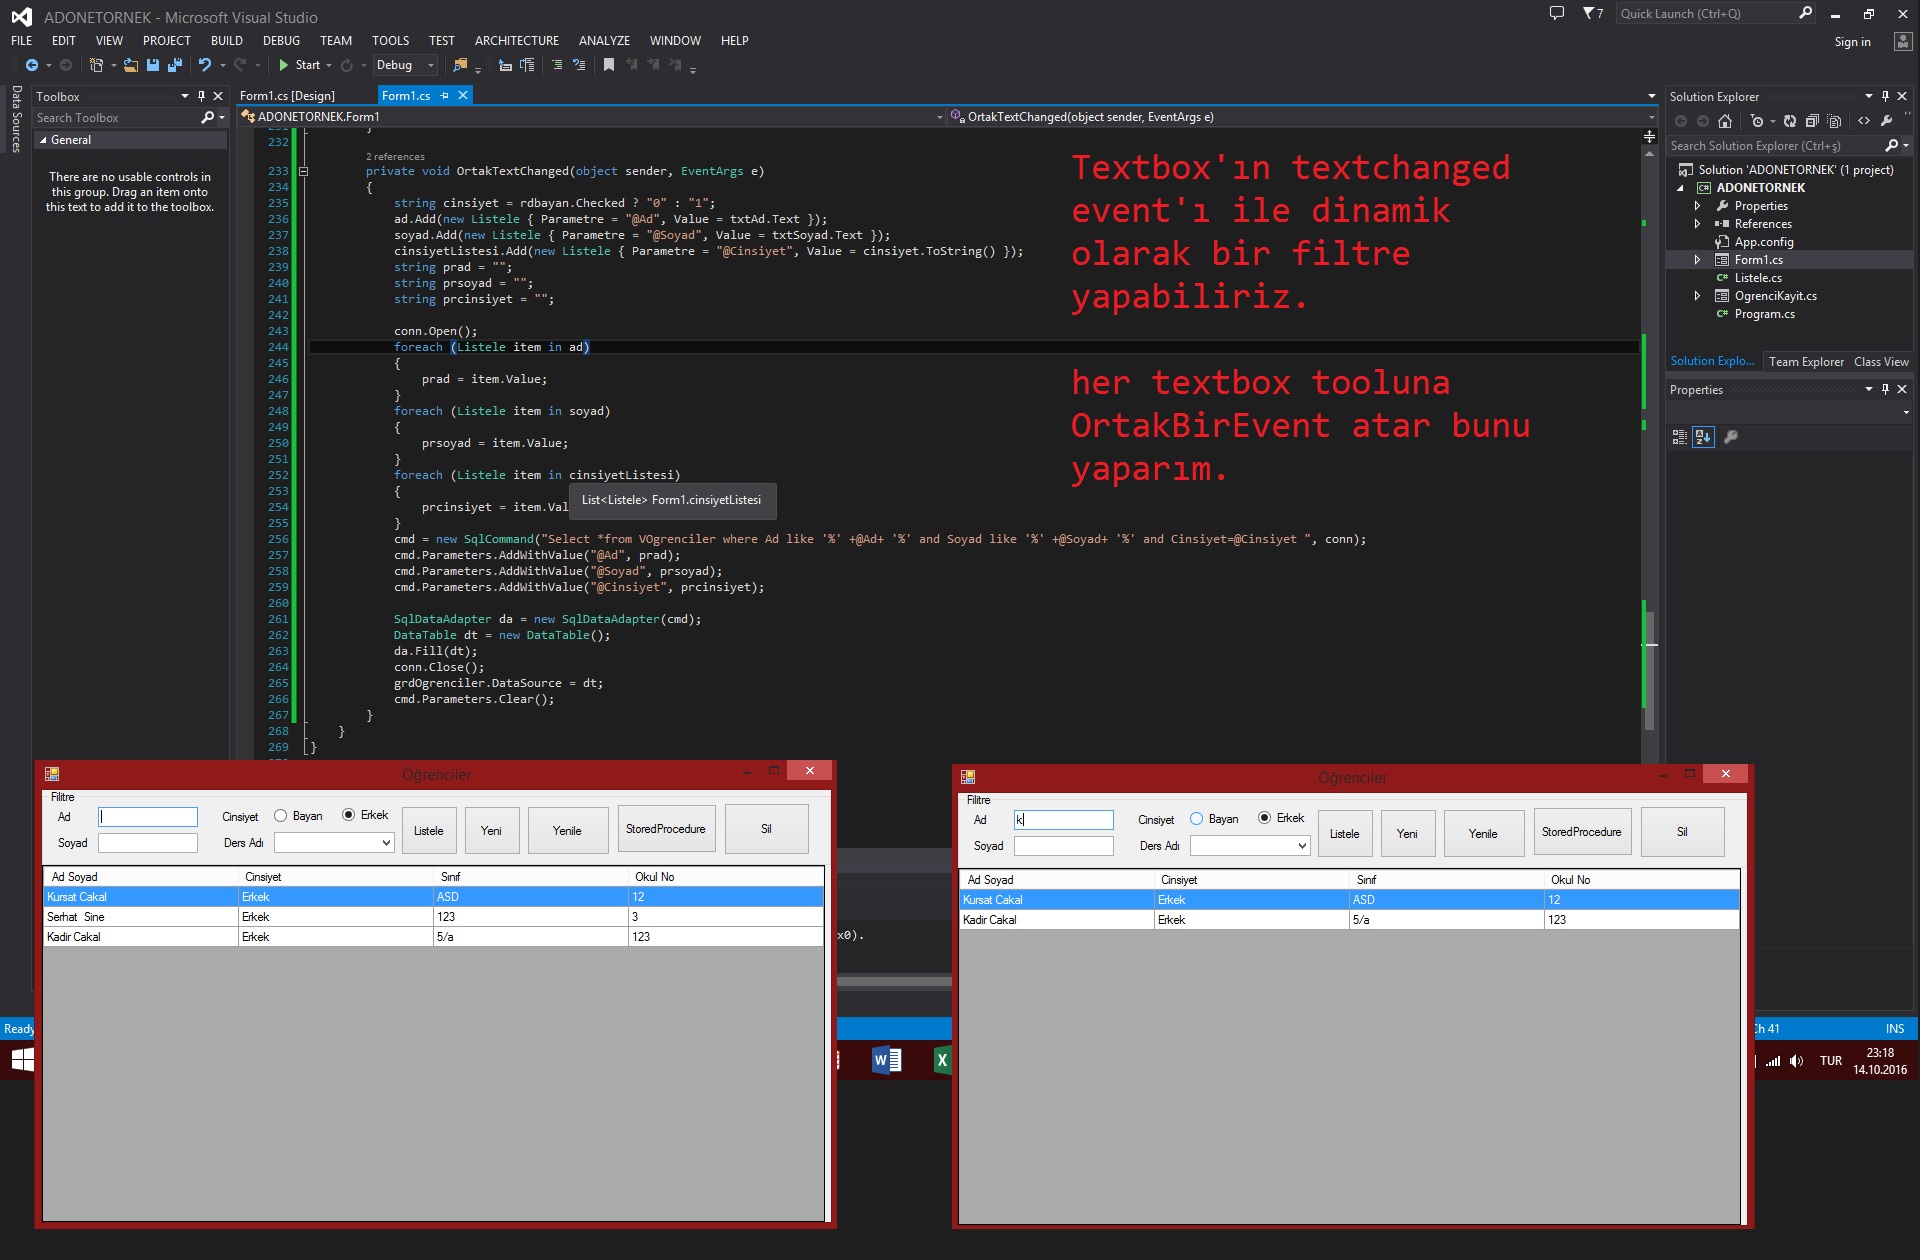 ADONETORNEK - Microsoft Visual Studio
7
Quick Launch (Ctrl+Q)
FILE EDIT VIEW PROJECT BUILD DEBUG TEAM TOOLS TEST ARCHITECTURE ANALYZE WINDOW HELP
Sign in
Start
Debug
Data Sources
Toolbox
Search Toolbox
General
There are no usable controls in
this group. Drag an item onto
this text to add it to the toolbox.
Form1.cs [Design]
Form1.cs
ADONETORNEK.Form1
OrtakTextChanged(object sender, EventArgs e)
231 }
232
2 references
233 private void OrtakTextChanged(object sender, EventArgs e)
234 {
235 string cinsiyet = rdbayan.Checked ? "0" : "1";
236 ad.Add(new Listele { Parametre = "@Ad", Value = txtAd.Text });
237 soyad.Add(new Listele { Parametre = "@Soyad", Value = txtSoyad.Text });
238 cinsiyetListesi.Add(new Listele { Parametre = "@Cinsiyet", Value = cinsiyet.ToString() });
239 string prad = "";
240 string prsoyad = "";
241 string prcinsiyet = "";
242
243 conn.Open();
244 foreach (Listele item in ad)
245 {
246 prad = item.Value;
247 }
248 foreach (Listele item in soyad)
249 {
250 prsoyad = item.Value;
251 }
252 foreach (Listele item in cinsiyetListesi)
253 {
List<Listele> Form1.cinsiyetListesi
254 prcinsiyet = item.Val
255 }
256 cmd = new SqlCommand("Select *from VOgrenciler where Ad like '%' +@Ad+ '%' and Soyad like '%' +@Soyad+ '%' and Cinsiyet=@Cinsiyet ", conn);
257 cmd.Parameters.AddWithValue("@Ad", prad);
258 cmd.Parameters.AddWithValue("@Soyad", prsoyad);
259 cmd.Parameters.AddWithValue("@Cinsiyet", prcinsiyet);
260
261 SqlDataAdapter da = new SqlDataAdapter(cmd);
262 DataTable dt = new DataTable();
263 da.Fill(dt);
264 conn.Close();
265 grdOgrenciler.DataSource = dt;
266 cmd.Parameters.Clear();
267 }
268 }
269 }
Textbox'ın textchanged
event'ı ile dinamik
olarak bir filtre
yapabiliriz.
her textbox tooluna
OrtakBirEvent atar bunu
yaparım.
Solution Explorer
Search Solution Explorer (Ctrl+ş)
Solution 'ADONETORNEK' (1 project)
ADONETORNEK
Properties
References
App.config
Form1.cs
Listele.cs
OgrenciKayit.cs
Program.cs
Solution Explo... Team Explorer Class View
Properties
Öğrenciler
Filitre
Ad
Cinsiyet Bayan Erkek
Soyad
Ders Adı
Listele Yeni Yenile StoredProcedure Sil
Ad Soyad Cinsiyet Sınıf Okul No
Kursat Cakal Erkek ASD 12
Serhat Sine Erkek 123 3
Kadir Cakal Erkek 5/a 123
x0).
Öğrenciler
Filitre
Ad k
Cinsiyet Bayan Erkek
Soyad
Ders Adı
Listele Yeni Yenile StoredProcedure Sil
Ad Soyad Cinsiyet Sınıf Okul No
Kursat Cakal Erkek ASD 12
Kadir Cakal Erkek 5/a 123
Ready
Ch 41
INS
TUR
23:18
14.10.2016